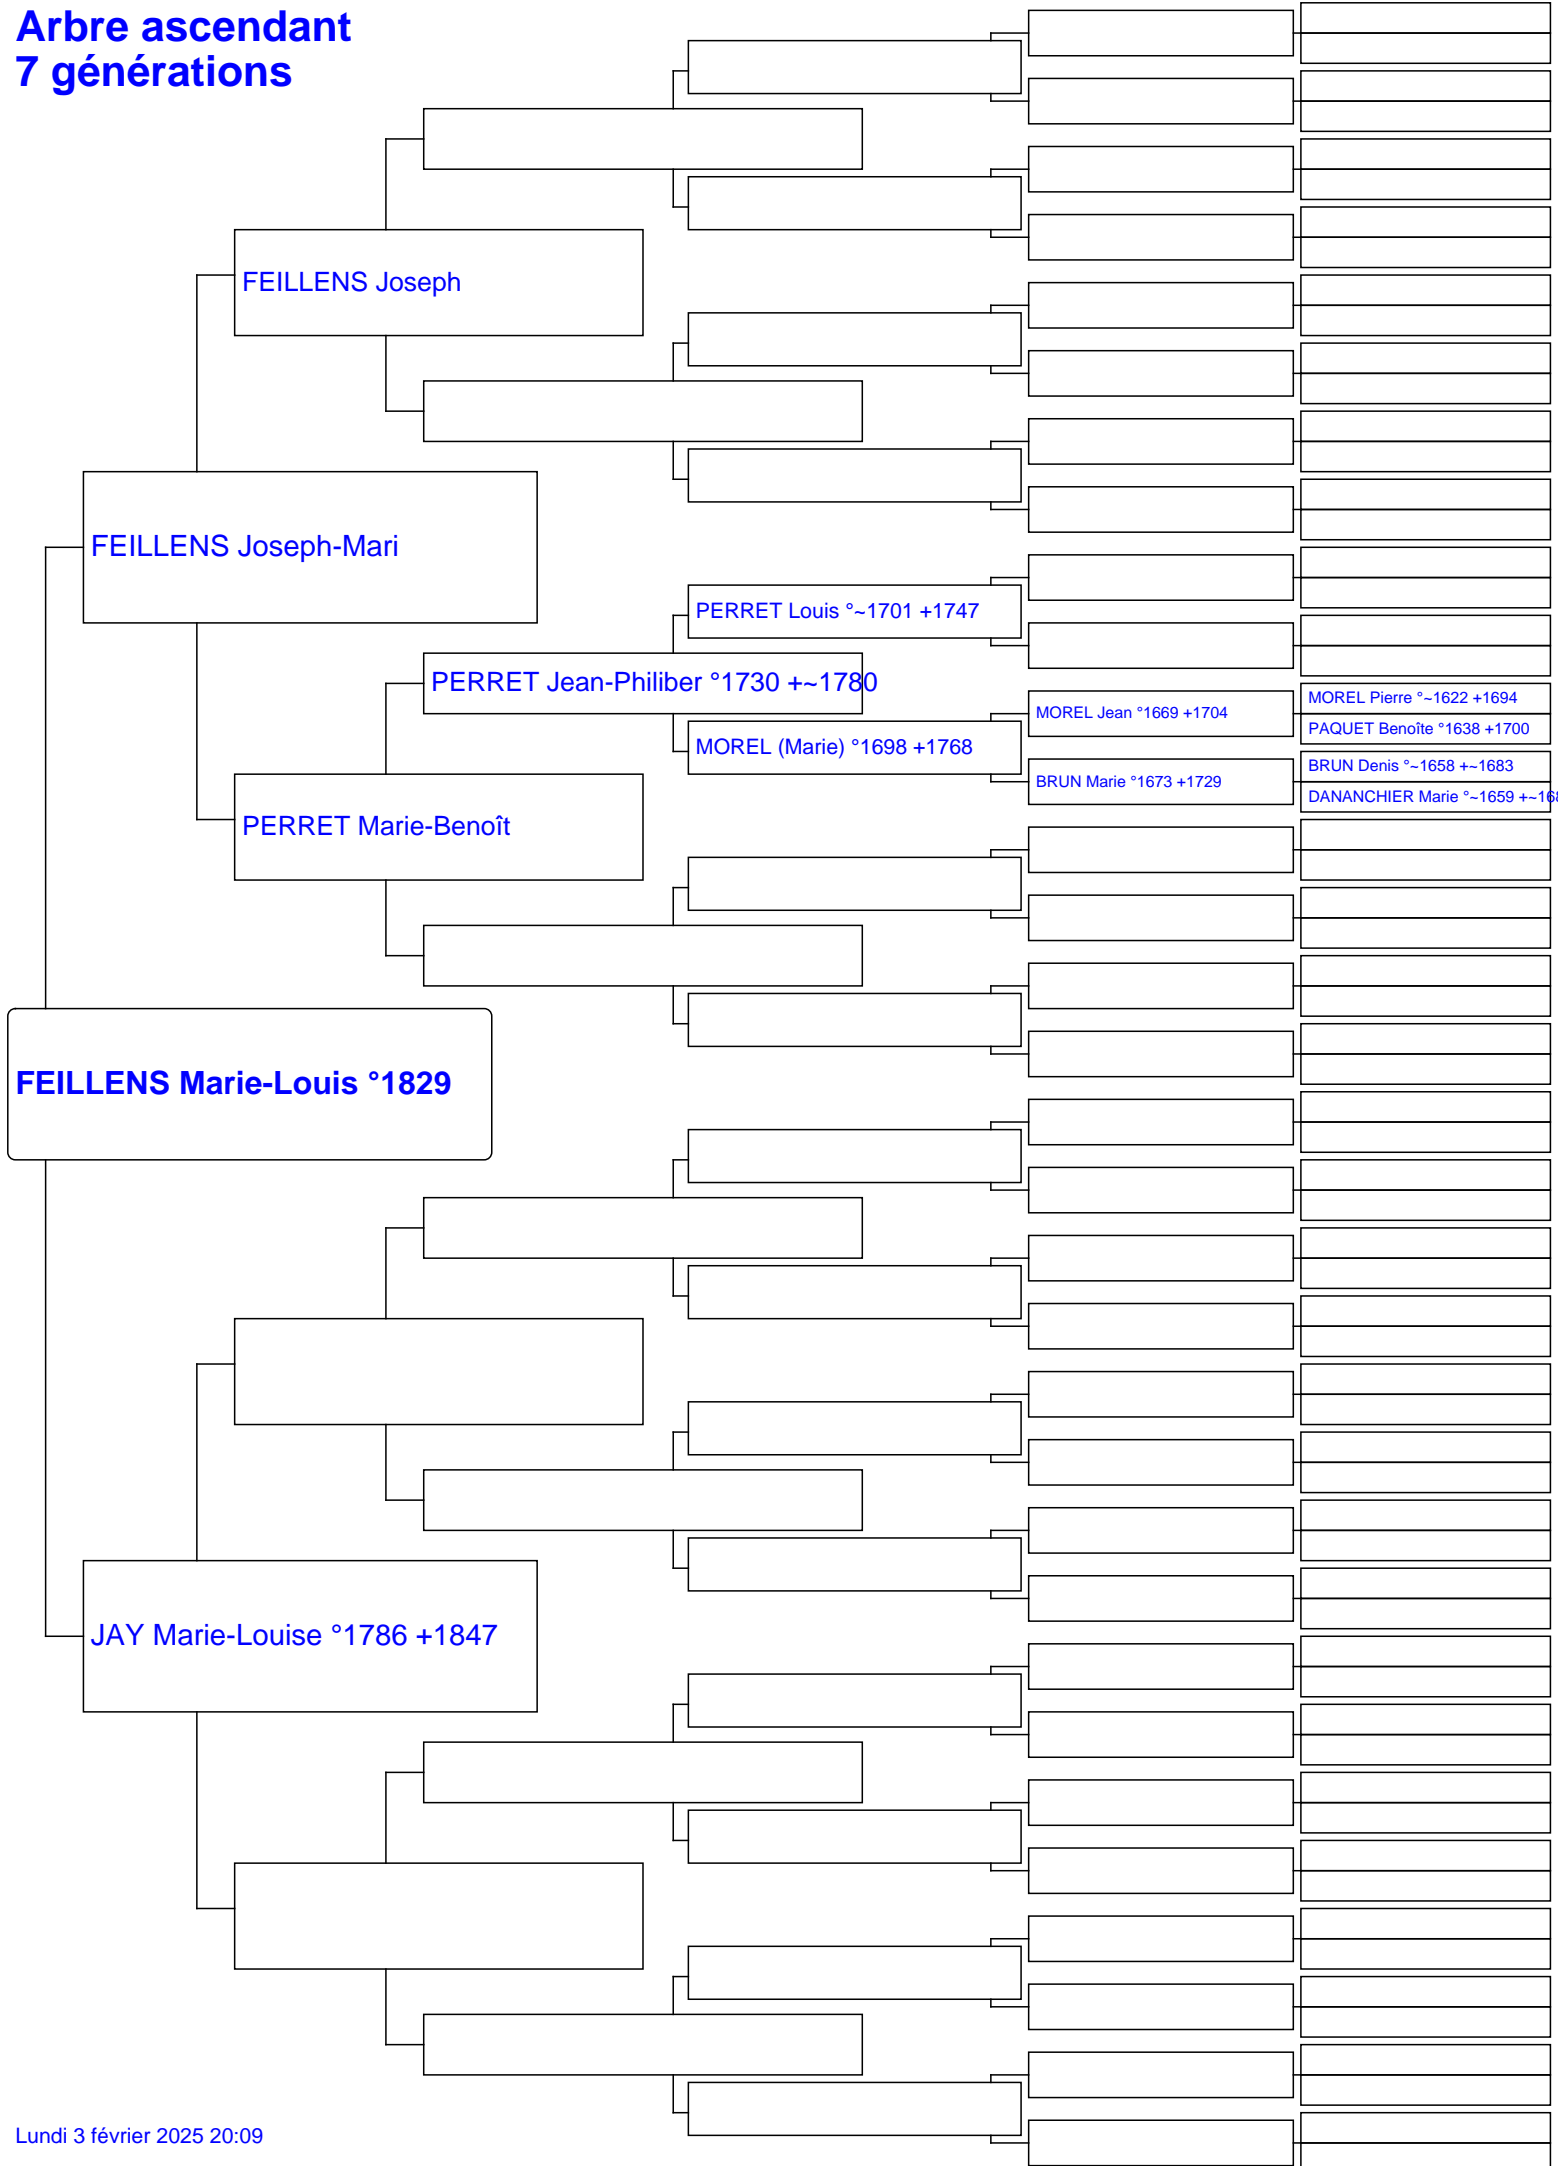 Arbre ascendant
7 générations
FEILLENS Joseph
FEILLENS Joseph-Mari
PERRET Louis °~1701 +1747
PERRET Jean-Philiber °1730 +~1780
MOREL Jean °1669 +1704
MOREL Pierre °~1622 +1694
PAQUET Benoîte °1638 +1700
MOREL (Marie) °1698 +1768
BRUN Marie °1673 +1729
BRUN Denis °~1658 +~1683
DANANCHIER Marie °~1659 +~168
PERRET Marie-Benoît
FEILLENS Marie-Louis °1829
JAY Marie-Louise °1786 +1847
Lundi 3 février 2025 20:09